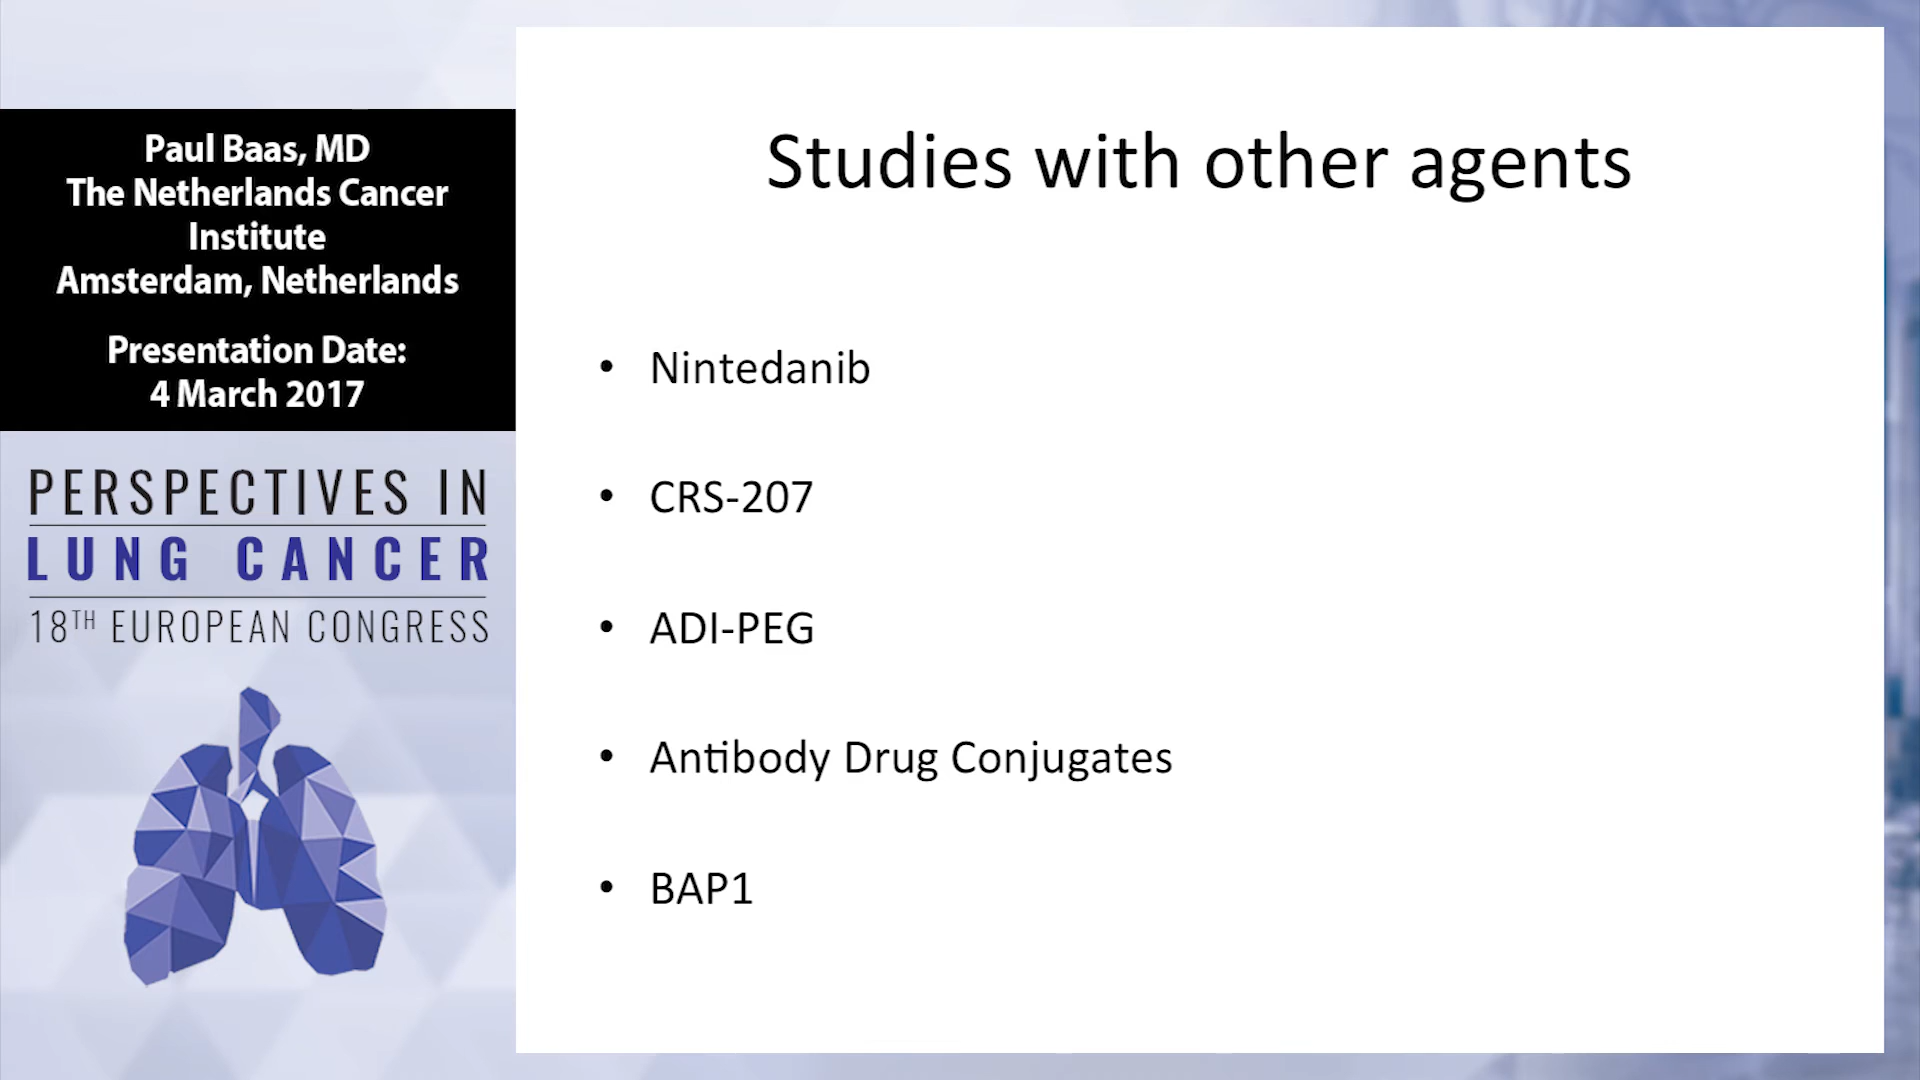 Paul Baas, MD
The Netherlands Cancer
Institute
Amsterdam, Netherlands
Presentation Date:
4 March 2017
PERSPECTIVES IN
LUNG CANCER
18TH EUROPEAN CONGRESS
Studies with other agents
• Nintedanib
• CRS-207
• ADI-PEG
• Antibody Drug Conjugates
• BAP1